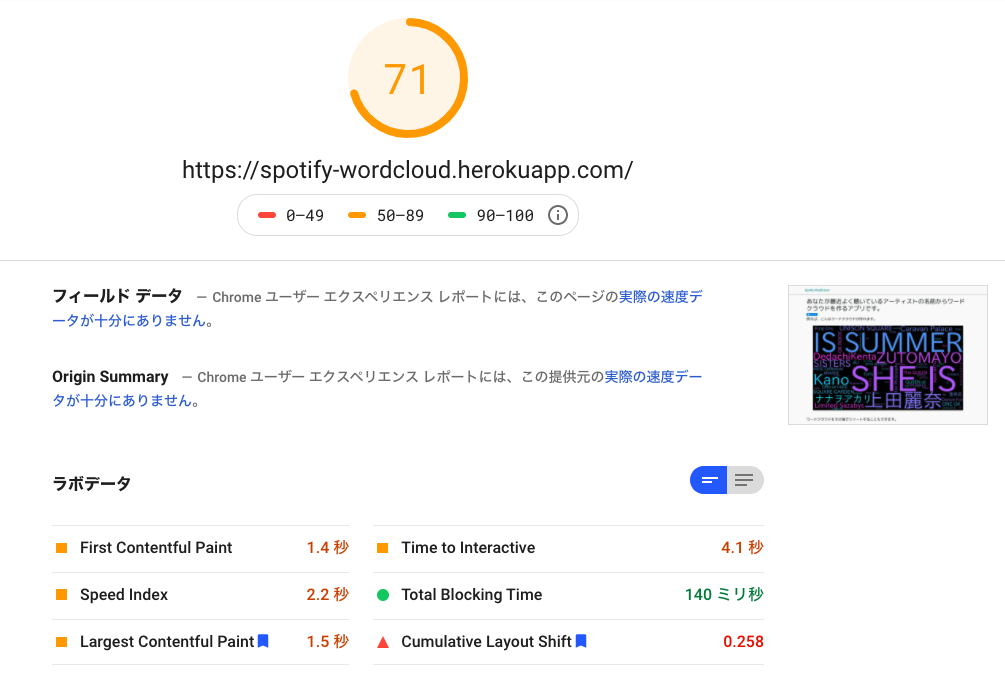 71
https://spotify-wordcloud.herokuapp.com/
0–49
50–89
90–100
フィールド データ — Chrome ユーザー エクスペリエンス レポートには、このページの実際の速度デ
ータが十分にありません。
Origin Summary — Chrome ユーザー エクスペリエンス レポートには、この提供元の実際の速度デー
タが十分にありません。
あなたが最近よく聴いているアーティストの名前からワード
クラウドを作るアプリです。
UNISON SQUARE
Caravan Palace
IS SUMMER
DedachiKenta
ZUTOMAYO
SISTERS
Kano
SHE IS
SQUARE GARDEN
ナナヲアカリ
上田麗奈
Limited Sazabys
ラボデータ
First Contentful Paint 1.4 秒
Time to Interactive 4.1 秒
Speed Index 2.2 秒
Total Blocking Time 140 ミリ秒
Largest Contentful Paint 1.5 秒
Cumulative Layout Shift 0.258